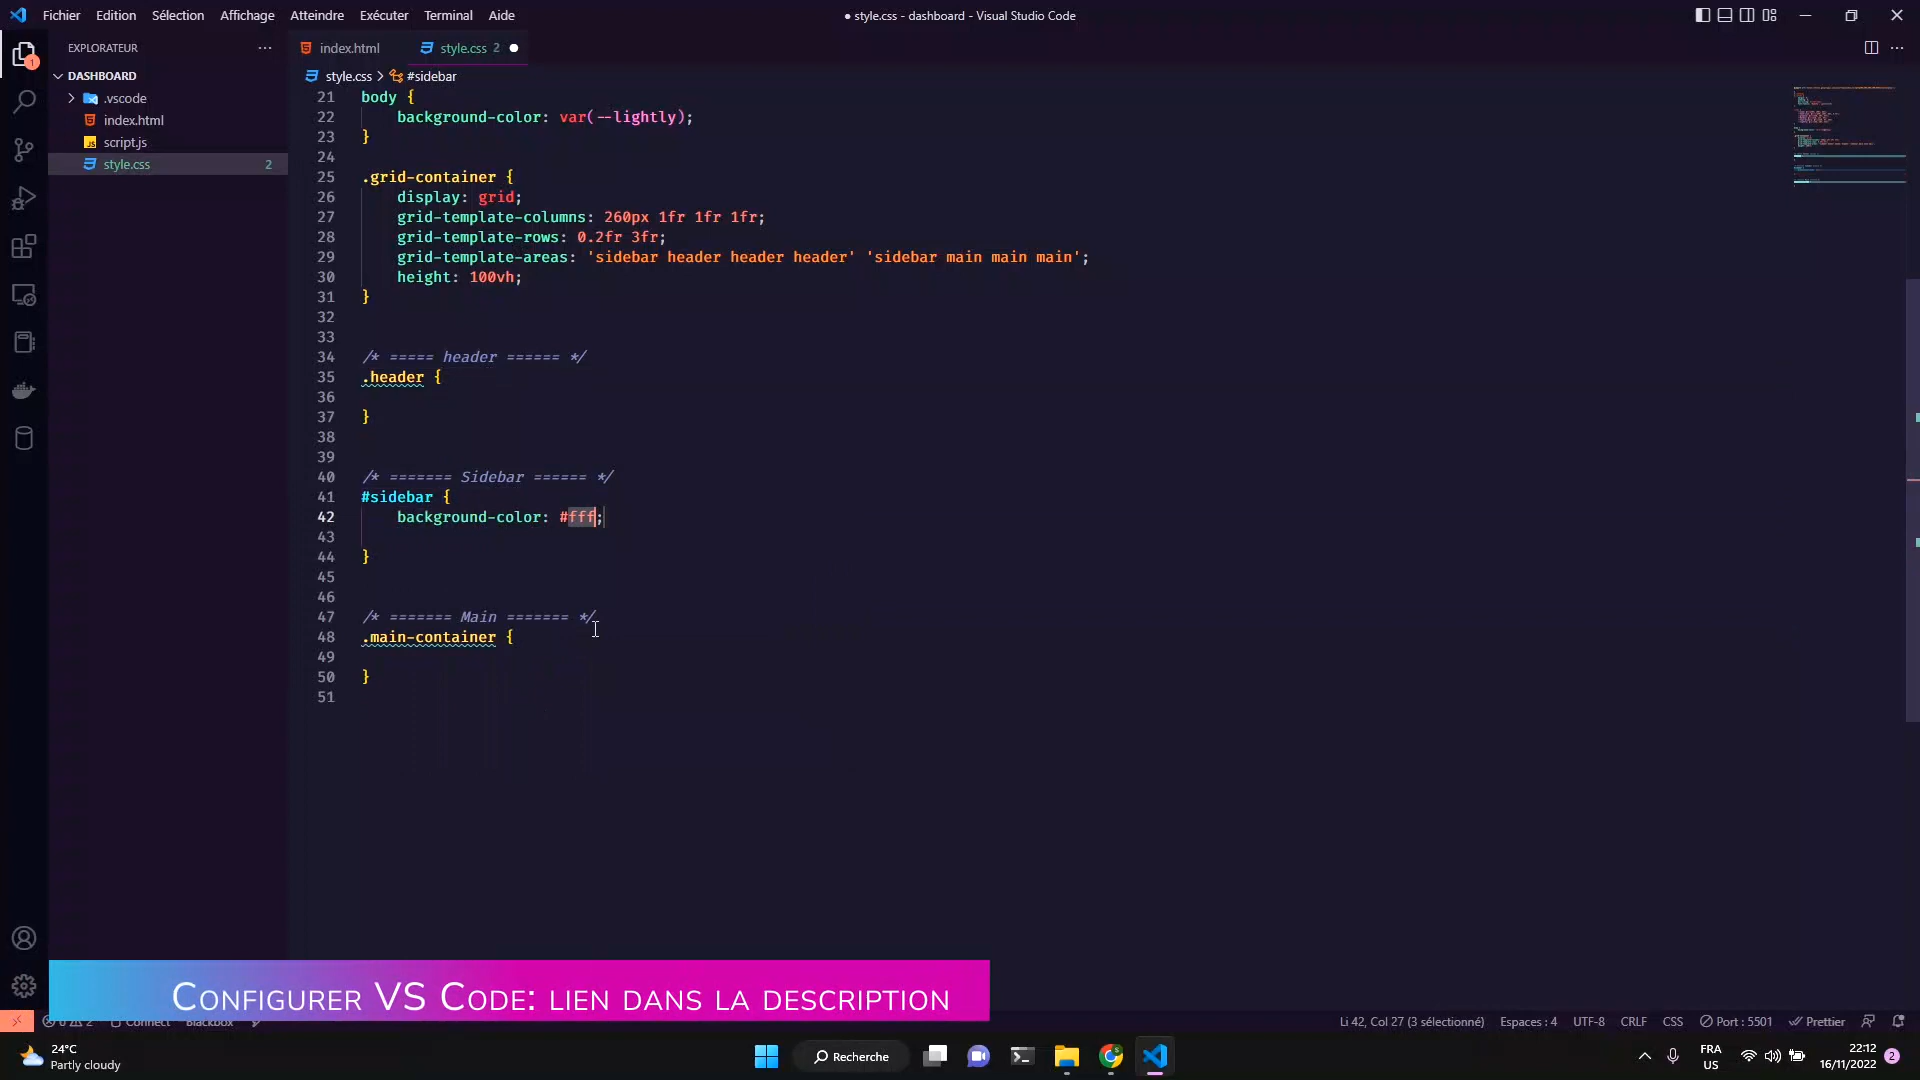 Fichier Edition Sélection Affichage Atteindre Exécuter Terminal Aide
● style.css - dashboard - Visual Studio Code
EXPLORATEUR
index.html
style.css 2
DASHBOARD
.vscode
index.html
script.js
style.css 2
1
style.css > #sidebar
21 body {
22 background-color: var(--lightly);
23 }
24
25 .grid-container {
26 display: grid;
27 grid-template-columns: 260px 1fr 1fr 1fr;
28 grid-template-rows: 0.2fr 3fr;
29 grid-template-areas: 'sidebar header header header' 'sidebar main main main';
30 height: 100vh;
31 }
32
33
34 /* ===== header ====== */
35 .header {
36
37 }
38
39
40 /* ======= Sidebar ====== */
41 #sidebar {
42 background-color: #fff;
43
44 }
45
46
47 /* ======= Main ======= */
48 .main-container {
49
50 }
51
Configurer VS Code: lien dans la description
0 2 Connect Blackbox
Li 42, Col 27 (3 sélectionné) Espaces : 4 UTF-8 CRLF CSS Port : 5501 Prettier
24°C
Partly cloudy
Recherche
FRA
US
22:12
16/11/2022
2